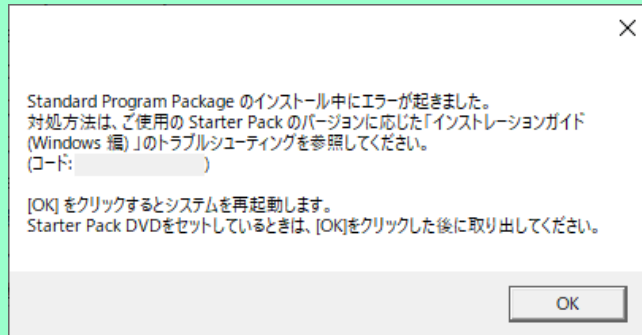 Standard Program Package のインストール中にエラーが起きました。
対処方法は、ご使用の Starter Pack のバージョンに応じた「インストレーションガイド
(Windows 編) 」のトラブルシューティングを参照してください。
(コード: )
[OK] をクリックするとシステムを再起動します。
Starter Pack DVDをセットしているときは、[OK]をクリックした後に取り出してください。
OK